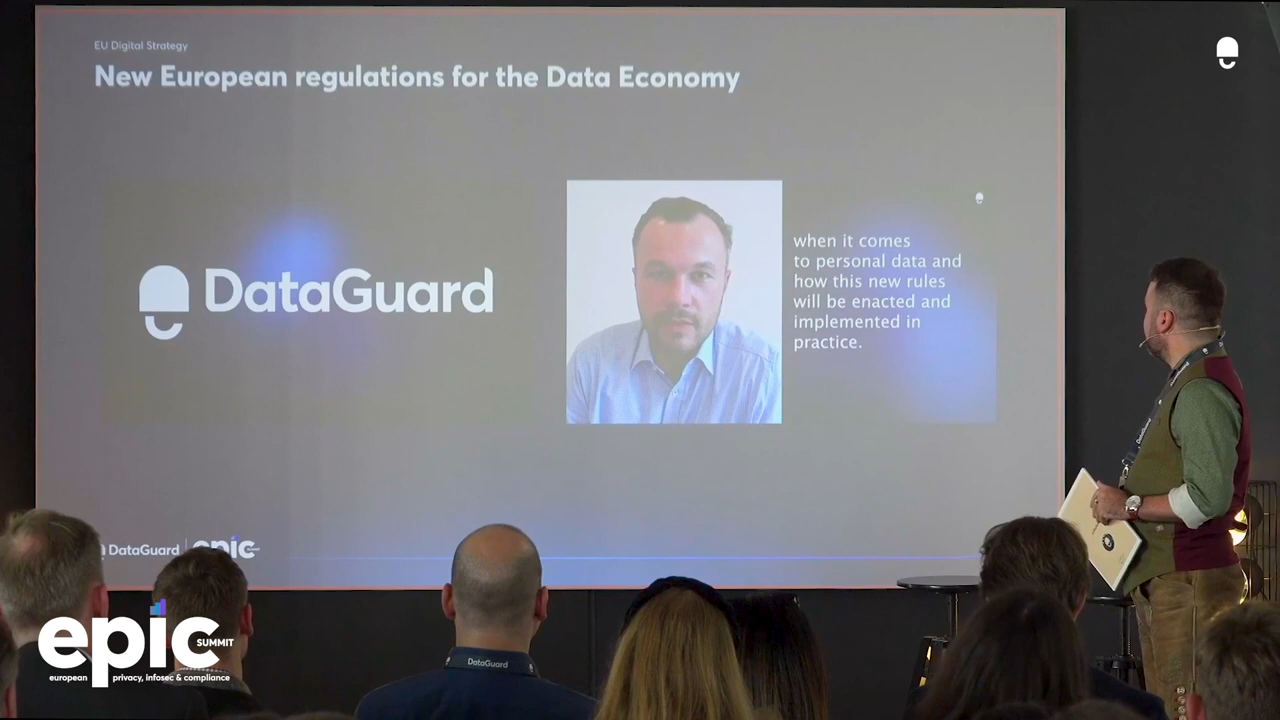 EU Digital Strategy
New European regulations for the Data Economy
DataGuard
when it comes
to personal data and
how this new rules
will be enacted and
implemented in
practice.
DataGuard
epic
DataGuard
epic SUMMIT
european privacy, infosec & compliance